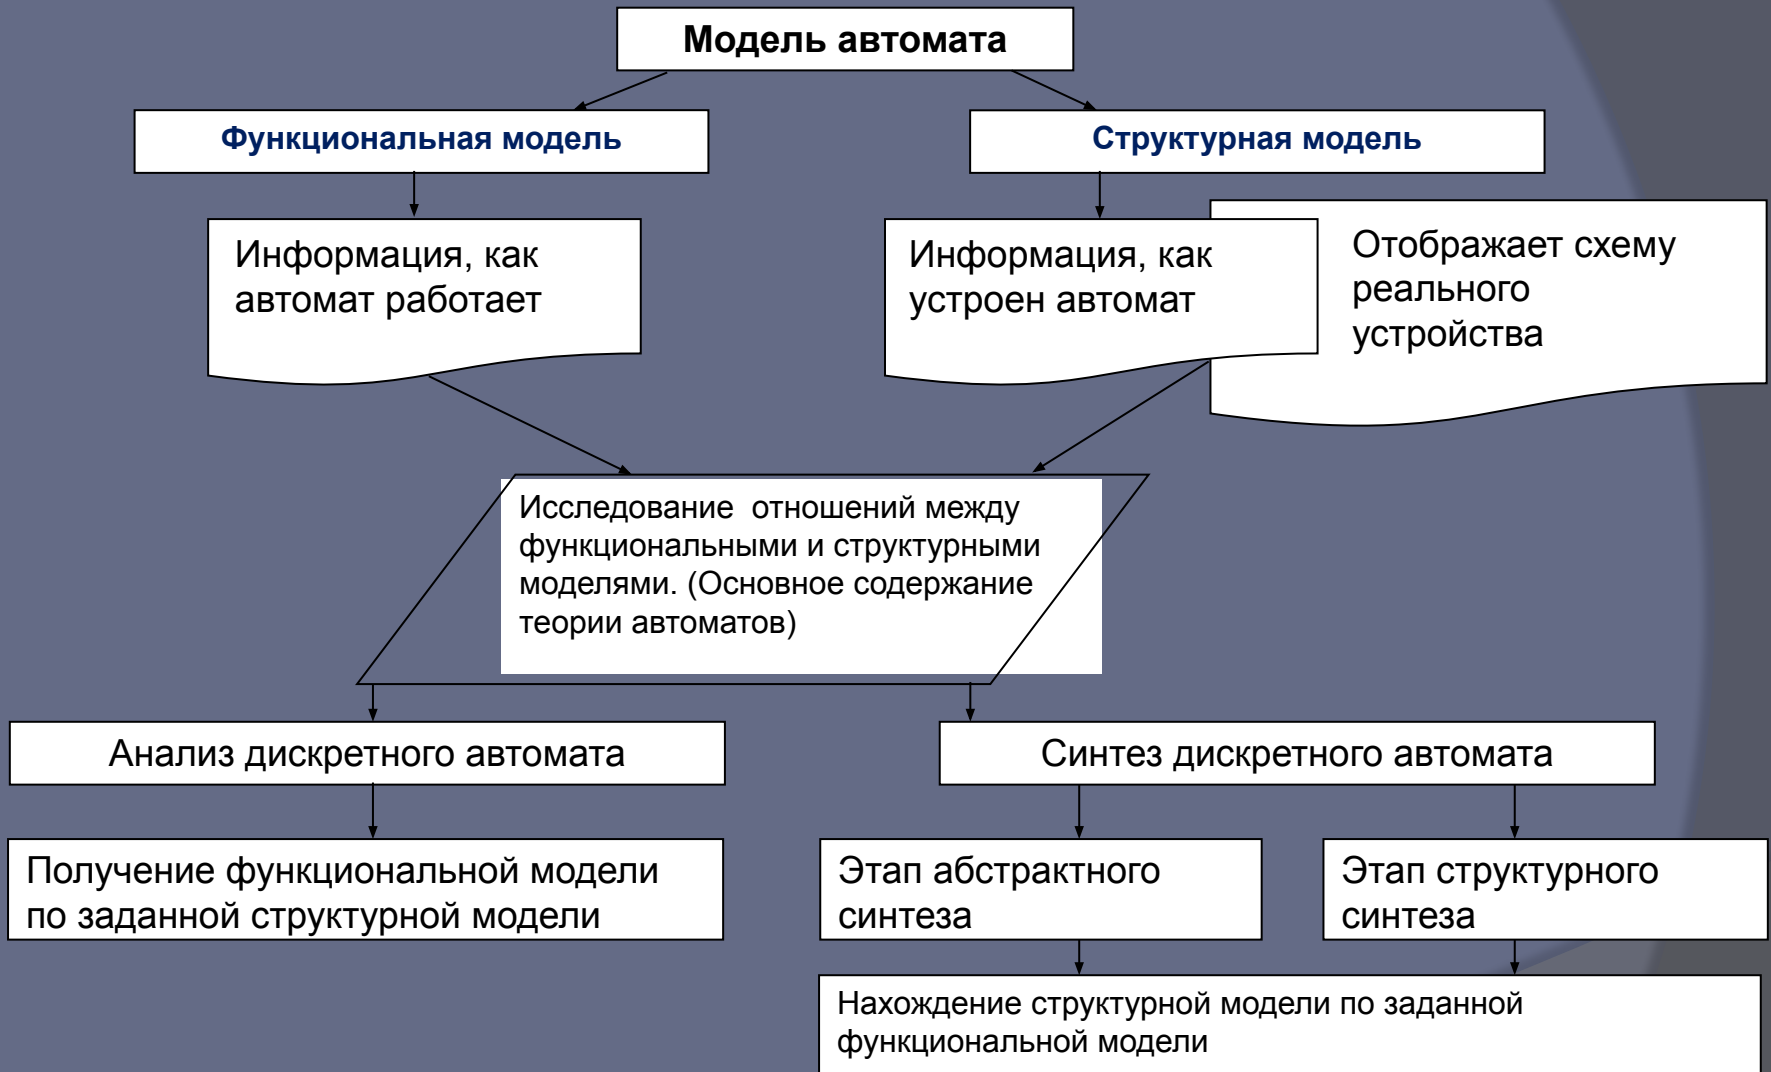 Модель автомата
Функциональная модель
Структурная модель
Информация, как
автомат работает
Информация, как
устроен автомат
Отображает схему
реального
устройства
Исследование отношений между
функциональными и структурными
моделями. (Основное содержание
теории автоматов)
Анализ дискретного автомата
Синтез дискретного автомата
Получение функциональной модели
по заданной структурной модели
Этап абстрактного
синтеза
Этап структурного
синтеза
Нахождение структурной модели по заданной
функциональной модели